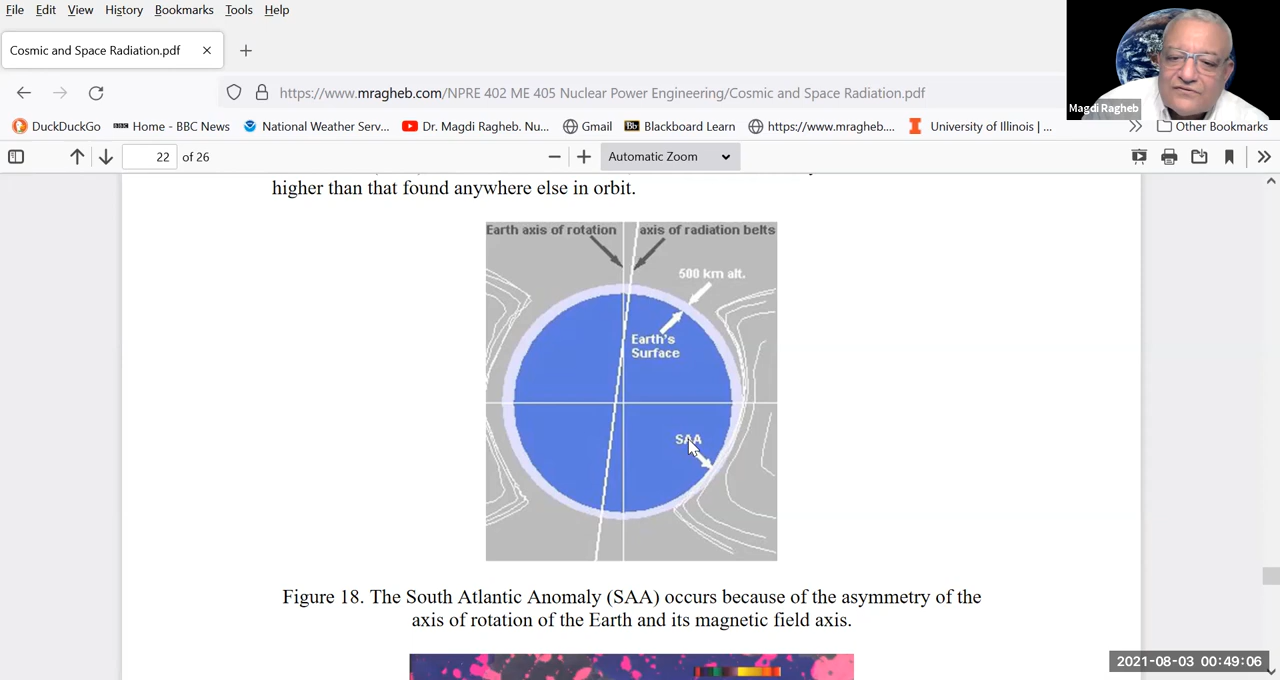 File Edit View History Bookmarks Tools Help
Cosmic and Space Radiation.pdf
https://www.mragheb.com/NPRE 402 ME 405 Nuclear Power Engineering/Cosmic and Space Radiation.pdf
Magdi Ragheb
DuckDuckGo
BBC Home - BBC News
National Weather Serv...
Dr. Magdi Ragheb. Nu...
Gmail
Bb Blackboard Learn
https://www.mragheb....
I University of Illinois | ...
Other Bookmarks
22 of 26
Automatic Zoom
higher than that found anywhere else in orbit.
Earth axis of rotation
axis of radiation belts
500 km alt.
Earth's
Surface
SAA
Figure 18. The South Atlantic Anomaly (SAA) occurs because of the asymmetry of the
axis of rotation of the Earth and its magnetic field axis.
2021-08-03 00:49:06